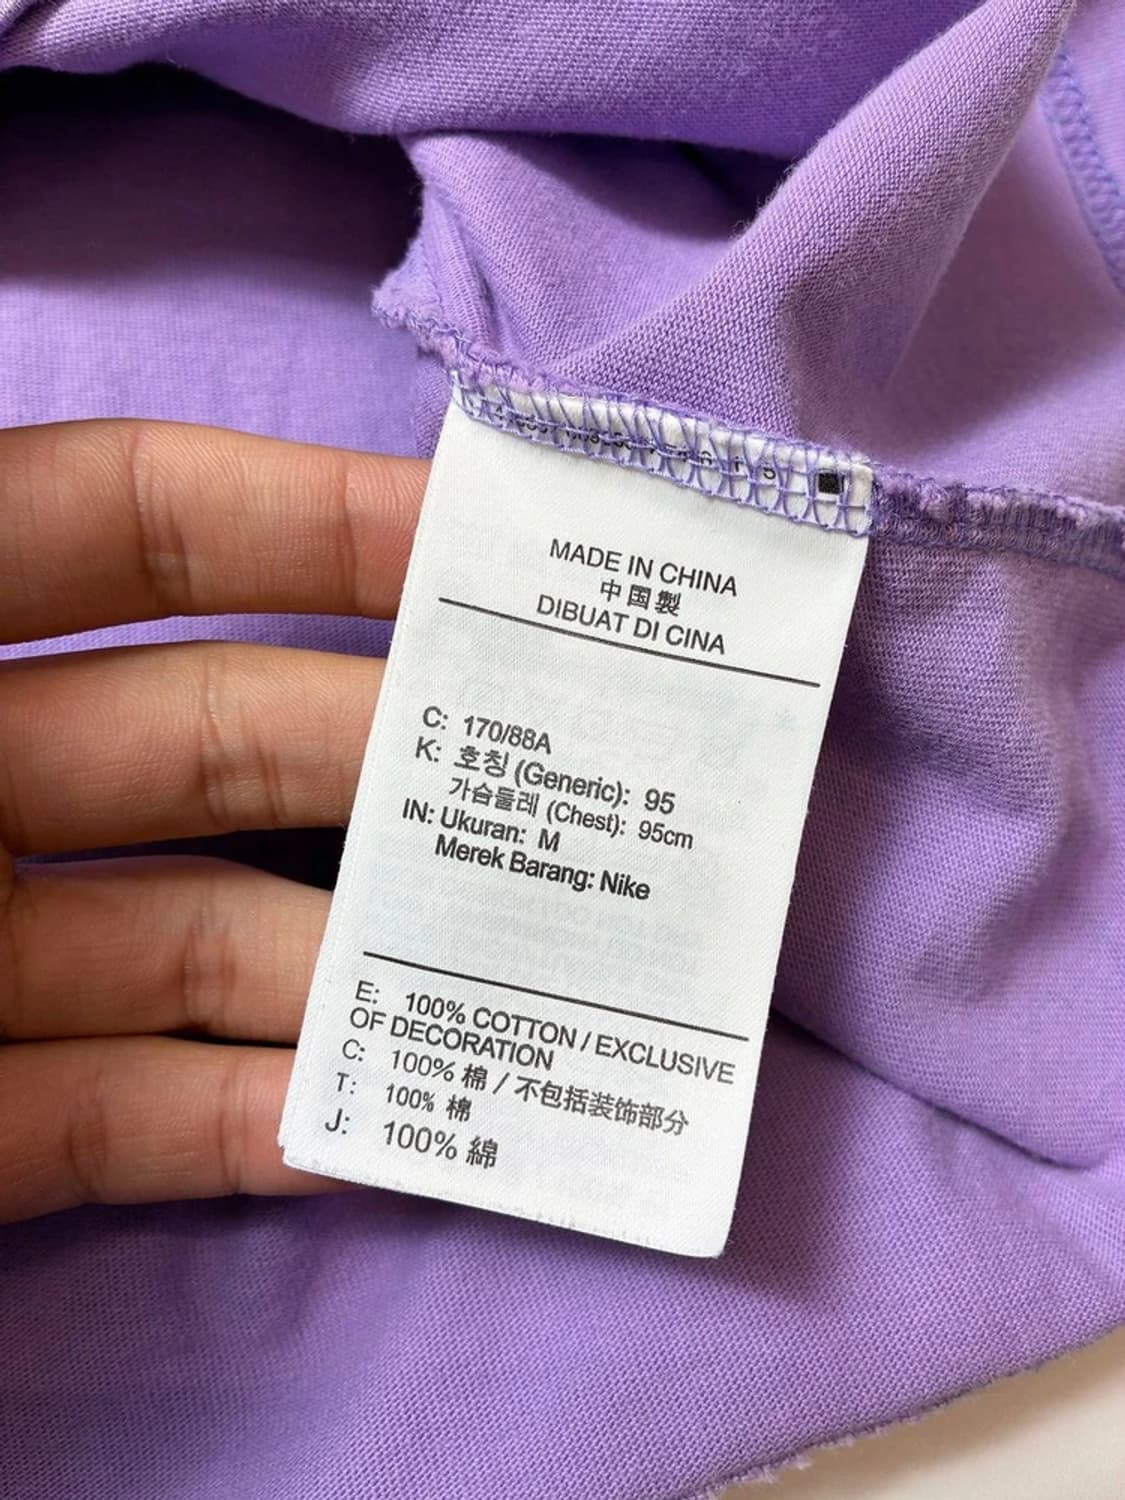 MADE IN CHINA
中国製
DIBUAT DI CINA
C: 170/88A
K: 호칭 (Generic): 95
가슴둘레 (Chest): 95cm
IN: Ukuran: M
Merek Barang: Nike
E: 100% COTTON / EXCLUSIVE
OF DECORATION
C: 100% 棉 / 不包括装饰部分
T: 100% 棉
J: 100% 綿